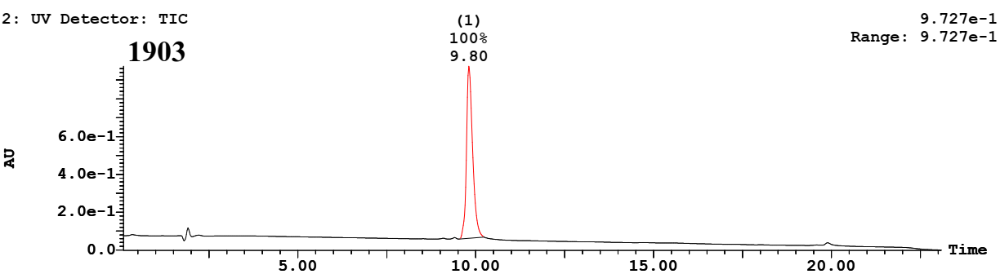 2: UV Detector: TIC
9.727e-1
Range: 9.727e-1
(1)
100%
9.80
1903
AU
6.0e-1
4.0e-1
2.0e-1
0.0
5.00 10.00 15.00 20.00
Time